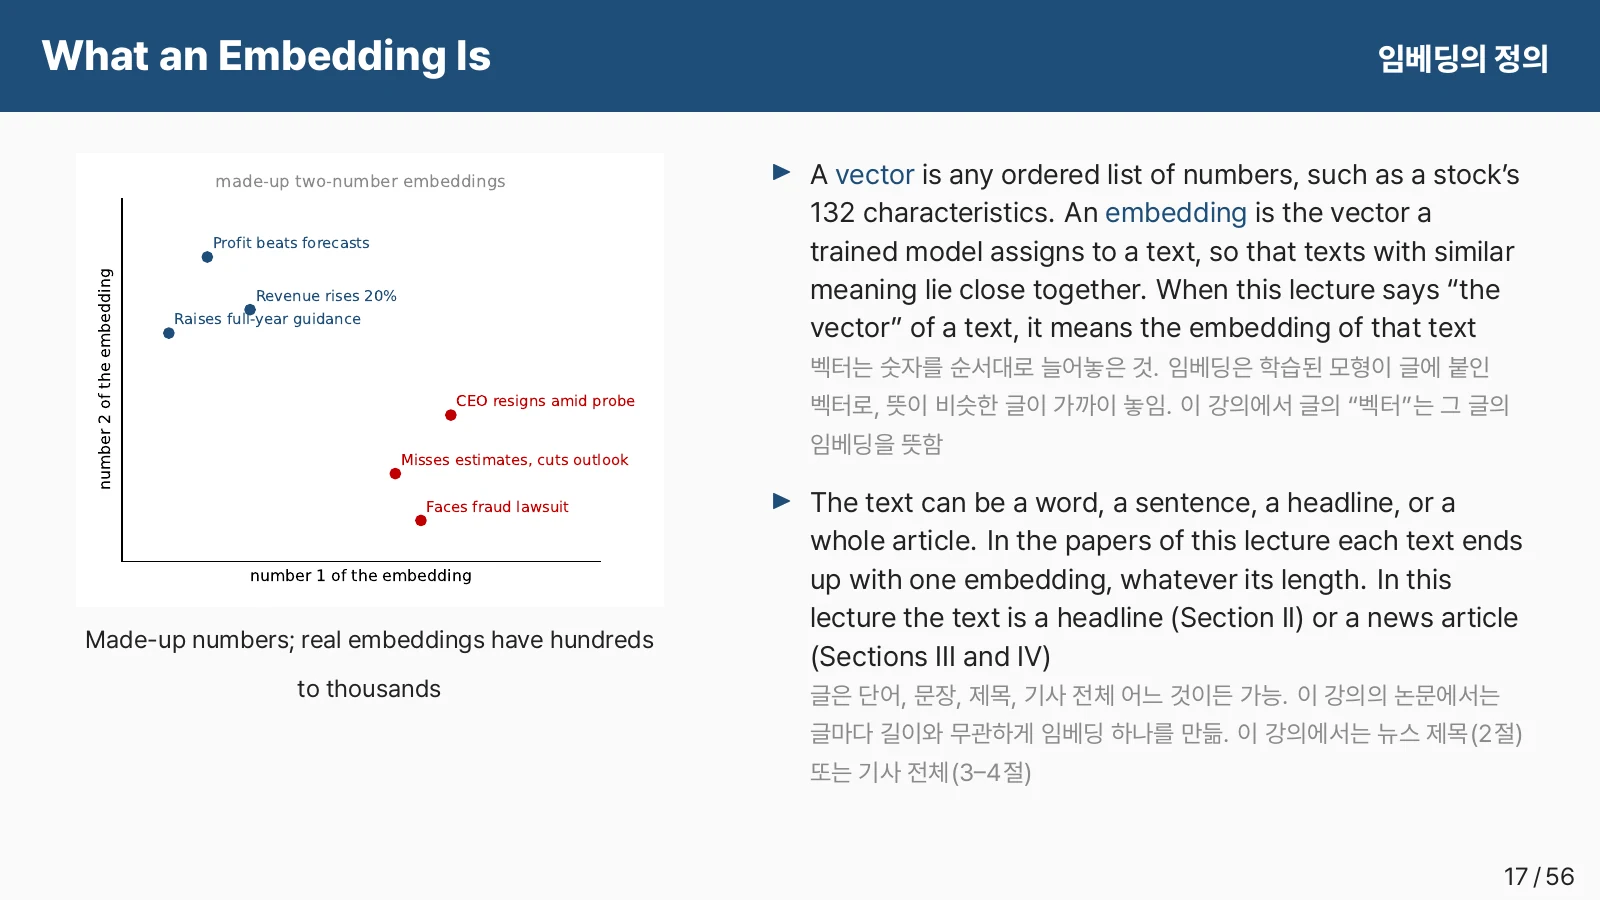 What an Embedding Is
임베딩의 정의
made-up two-number embeddings
Profit beats forecasts
Revenue rises 20%
Raises full-year guidance
CEO resigns amid probe
Misses estimates, cuts outlook
Faces fraud lawsuit
number 2 of the embedding
number 1 of the embedding
Made-up numbers; real embeddings have hundreds
to thousands
A vector is any ordered list of numbers, such as a stock’s
132 characteristics. An embedding is the vector a
trained model assigns to a text, so that texts with similar
meaning lie close together. When this lecture says “the
vector” of a text, it means the embedding of that text
벡터는 숫자를 순서대로 늘어놓은 것. 임베딩은 학습된 모형이 글에 붙인
벡터로, 뜻이 비슷한 글이 가까이 놓임. 이 강의에서 글의 “벡터”는 그 글의
임베딩을 뜻함
The text can be a word, a sentence, a headline, or a
whole article. In the papers of this lecture each text ends
up with one embedding, whatever its length. In this
lecture the text is a headline (Section II) or a news article
(Sections III and IV)
글은 단어, 문장, 제목, 기사 전체 어느 것이든 가능. 이 강의의 논문에서는
글마다 길이와 무관하게 임베딩 하나를 만듦. 이 강의에서는 뉴스 제목(2절)
또는 기사 전체(3–4절)
17 / 56